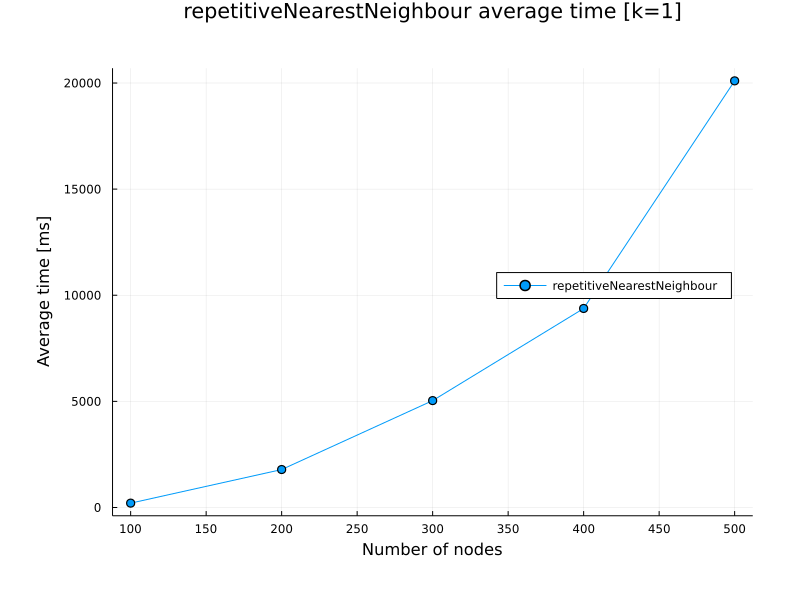 repetitiveNearestNeighbour average time [k=1]
20000
15000
10000
5000
0
Average time [ms]
repetitiveNearestNeighbour
100 150 200 250 300 350 400 450 500
Number of nodes